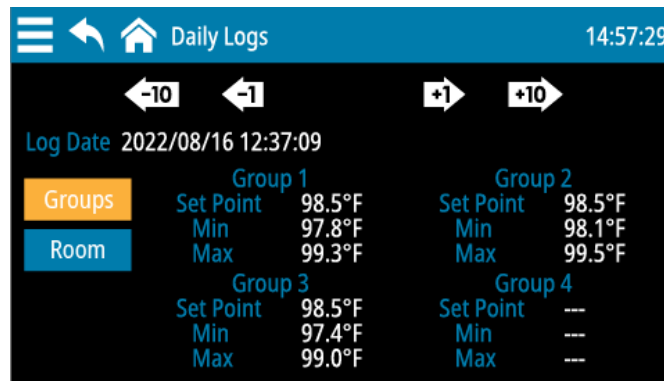 Daily Logs 14:57:29
-10 -1 +1 +10
Log Date 2022/08/16 12:37:09
Groups
Room
Group 1
Set Point 98.5°F
Min 97.8°F
Max 99.3°F
Group 2
Set Point 98.5°F
Min 98.1°F
Max 99.5°F
Group 3
Set Point 98.5°F
Min 97.4°F
Max 99.0°F
Group 4
Set Point ---
Min ---
Max ---